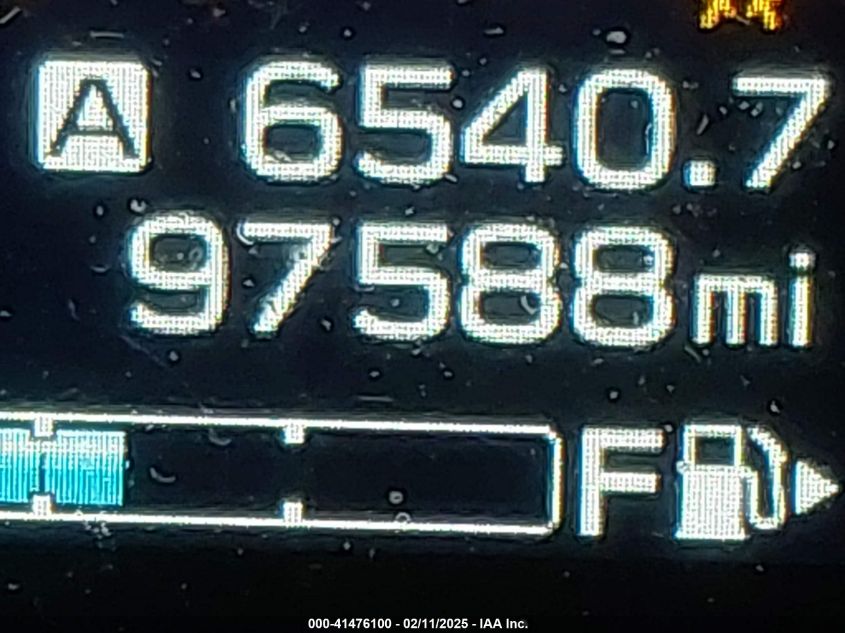 A 6540.7
97588mi
F
000-41476100 - 02/11/2025 - IAA Inc.